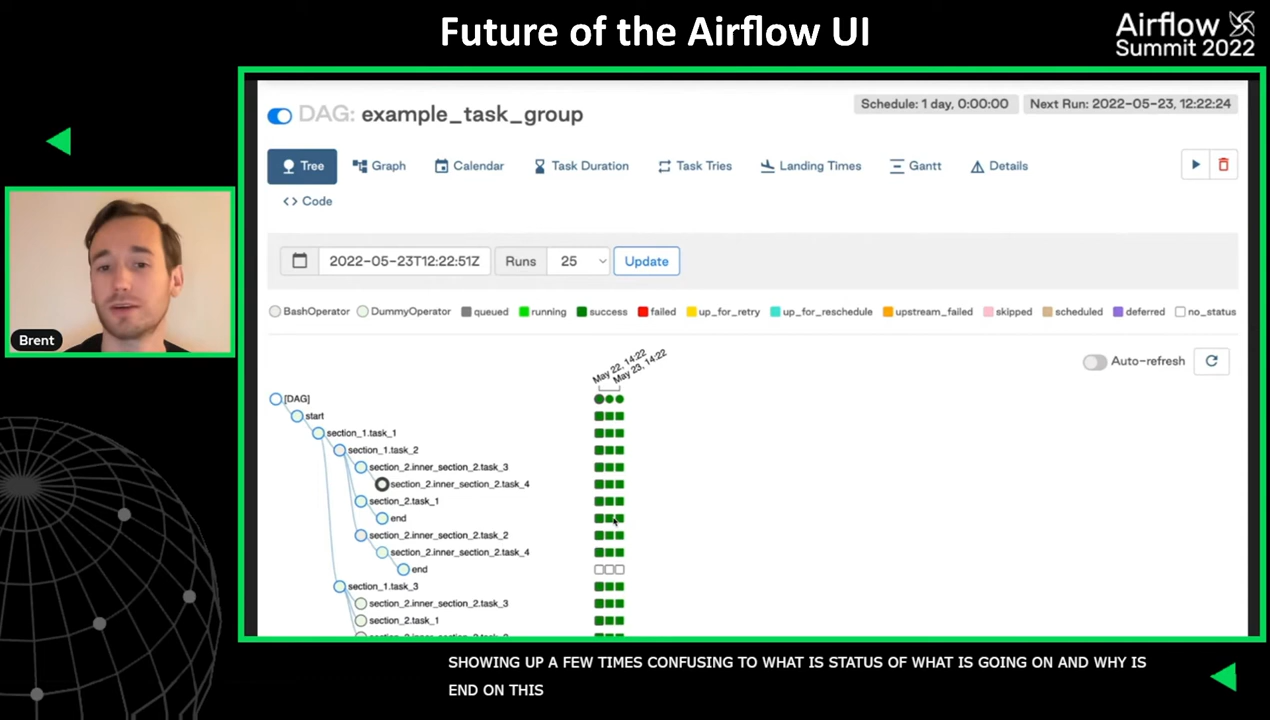 Future of the Airflow UI
Airflow
Summit 2022
DAG: example_task_group
Schedule: 1 day, 0:00:00
Next Run: 2022-05-23, 12:22:24
Tree
Graph
Calendar
Task Duration
Task Tries
Landing Times
Gantt
Details
Code
2022-05-23T12:22:51Z
Runs
25
Update
BashOperator
DummyOperator
queued
running
success
failed
up_for_retry
up_for_reschedule
upstream_failed
skipped
scheduled
deferred
no_status
May 22, 14:22
May 23, 14:22
Auto-refresh
[DAG]
start
section_1.task_1
section_1.task_2
section_2.inner_section_2.task_3
section_2.inner_section_2.task_4
section_2.task_1
end
section_2.inner_section_2.task_2
section_2.inner_section_2.task_4
end
section_1.task_3
section_2.inner_section_2.task_3
section_2.task_1
Brent
SHOWING UP A FEW TIMES CONFUSING TO WHAT IS STATUS OF WHAT IS GOING ON AND WHY IS
END ON THIS